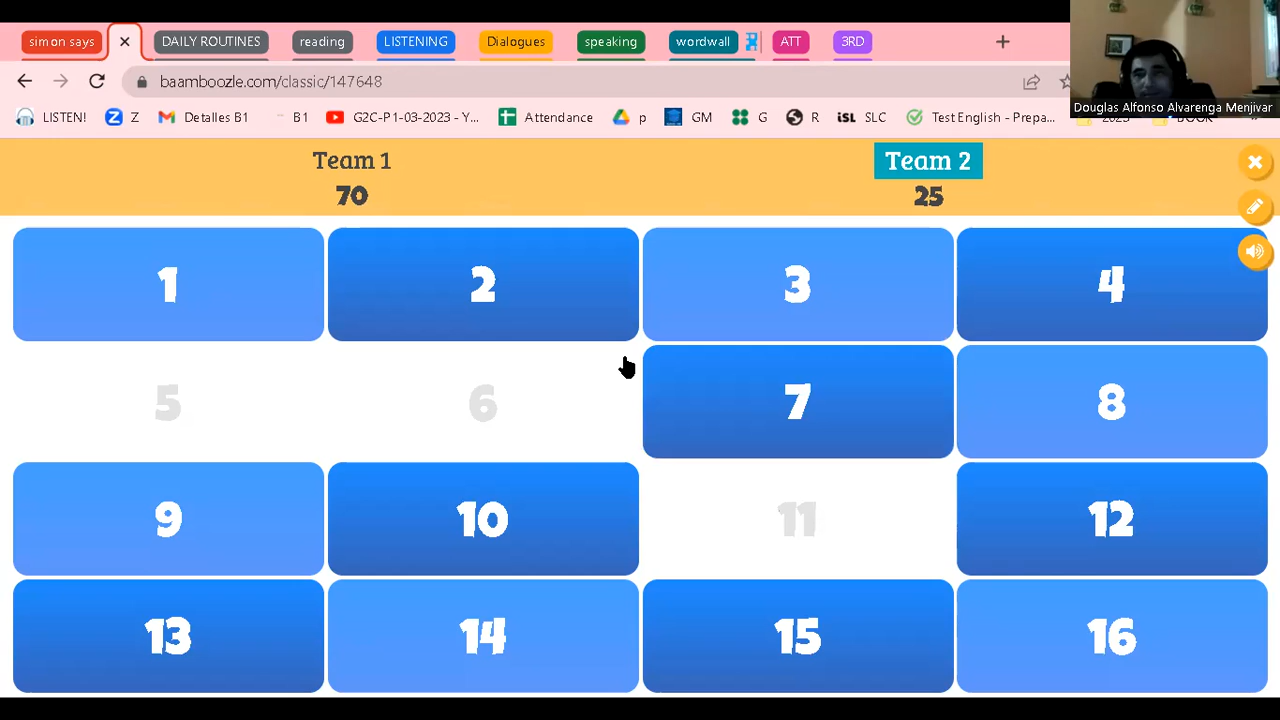 simon says
DAILY ROUTINES
reading
LISTENING
Dialogues
speaking
wordwall
ATT
3RD
baamboozle.com/classic/147648
Douglas Alfonso Alvarenga Menjivar
LISTEN!
Z
Detalles B1
B1
G2C-P1-03-2023 - Y...
Attendance
p
GM
G
R
iSL SLC
Test English - Prepa...
Team 1
Team 2
70
25
1
2
3
4
5
6
7
8
9
10
11
12
13
14
15
16